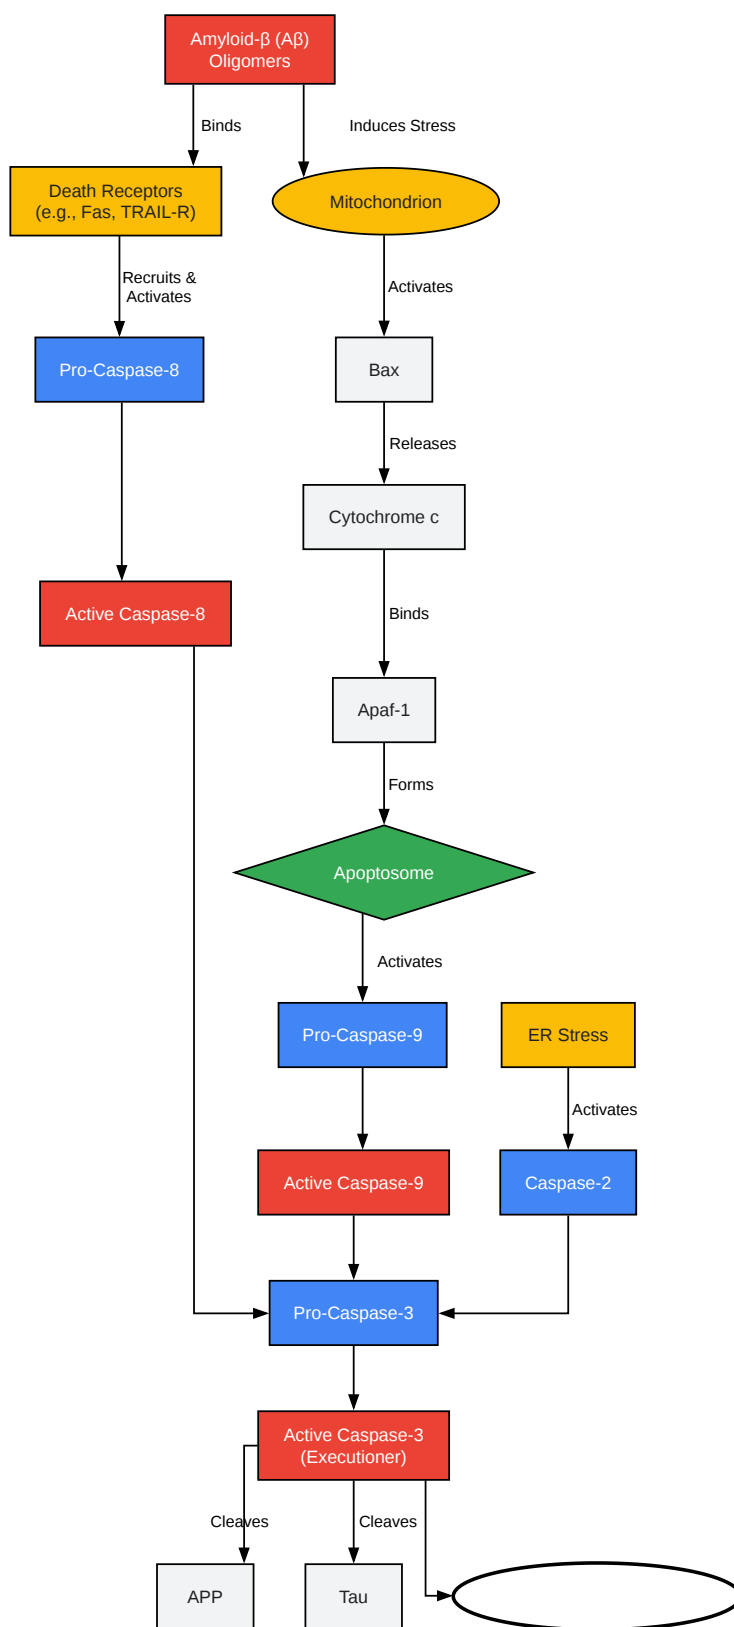 Amyloid-β (Aβ)
Oligomers
Binds
Induces Stress
Death Receptors
(e.g., Fas, TRAIL-R)
Mitochondrion
Recruits &
Activates
Activates
Pro-Caspase-8
Bax
Releases
Cytochrome c
Active Caspase-8
Binds
Apaf-1
Forms
Apoptosome
Activates
Pro-Caspase-9
ER Stress
Activates
Active Caspase-9
Caspase-2
Pro-Caspase-3
Active Caspase-3
(Executioner)
Cleaves
Cleaves
APP
Tau